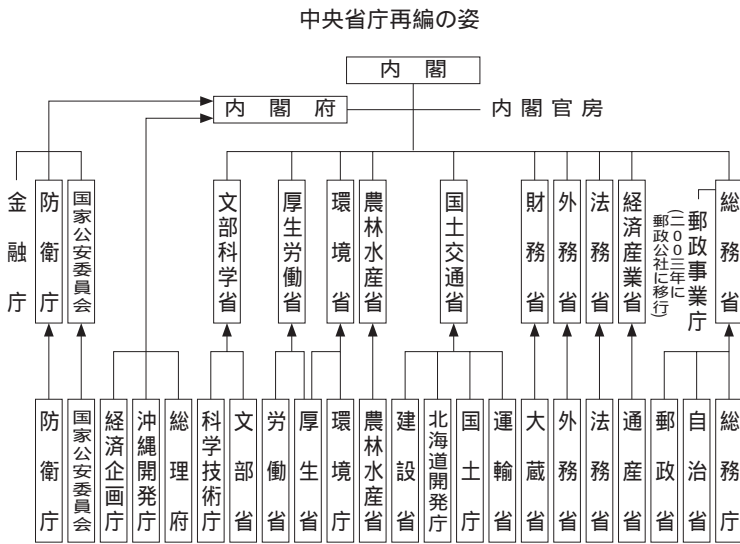 中央省庁再編の姿
内閣
内閣府
内閣官房
金融庁
防衛庁
国家公安委員会
文部科学省
厚生労働省
環境省
農林水産省
国土交通省
財務省
外務省
法務省
経済産業省
郵政事業庁
(二〇〇三年に
郵政公社に移行)
総務省
防衛庁
国家公安委員会
経済企画庁
沖縄開発庁
総理府
科学技術庁
文部省
労働省
厚生省
環境庁
農林水産省
建設省
北海道開発庁
国土庁
運輸省
大蔵省
外務省
法務省
通産省
郵政省
自治省
総務庁